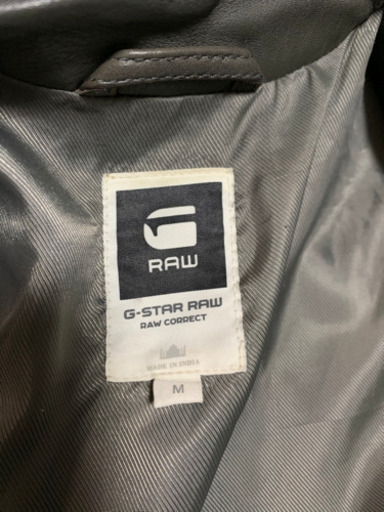 RAW
G-STAR RAW
RAW CORRECT
MADE IN INDIA
M